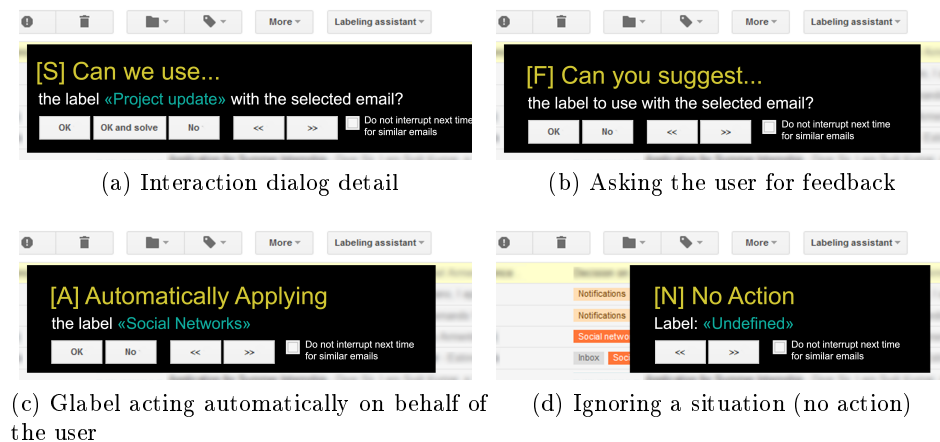 More
Labeling assistant
[S] Can we use...
the label «Project update» with the selected email?
OK
OK and solve
No
<<
>>
Do not interrupt next time
for similar emails
(a) Interaction dialog detail
More
Labeling assistant
[F] Can you suggest...
the label to use with the selected email?
OK
No
<<
>>
Do not interrupt next time
for similar emails
(b) Asking the user for feedback
More
Labeling assistant
[A] Automatically Applying
the label «Social Networks»
OK
No
<<
>>
Do not interrupt next time
for similar emails
(c) Glabel acting automatically on behalf of
the user
More
Labeling assistant
Notifications
Notifications
Social netwo
Inbox
Soc
[N] No Action
Label: «Undefined»
<<
>>
Do not interrupt next time
for similar emails
(d) Ignoring a situation (no action)